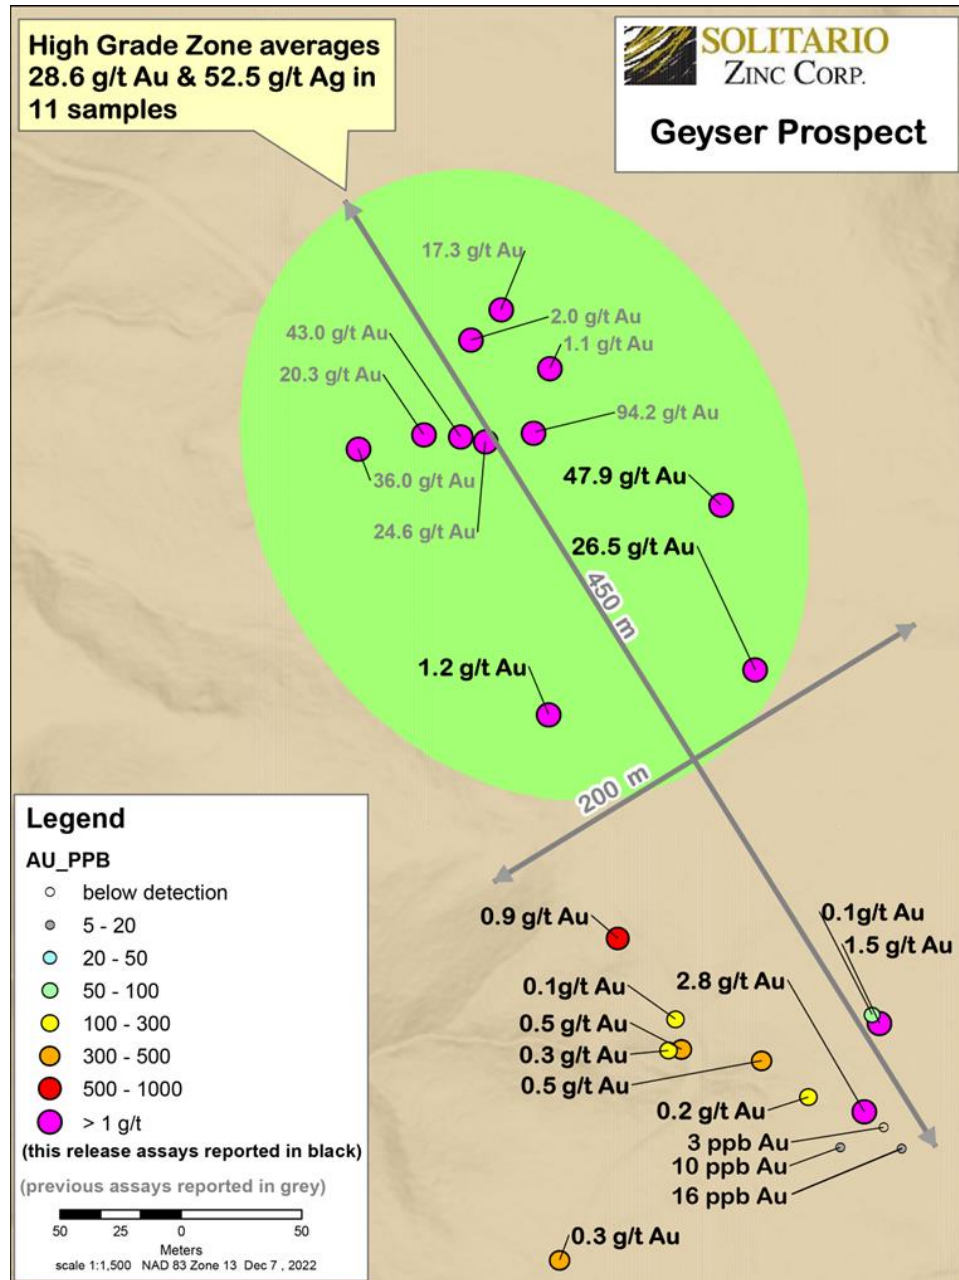 High Grade Zone averages
28.6 g/t Au & 52.5 g/t Ag in
11 samples
SOLITARIO
ZINC CORP.
Geyser Prospect
17.3 g/t Au
2.0 g/t Au
43.0 g/t Au
1.1 g/t Au
20.3 g/t Au
94.2 g/t Au
36.0 g/t Au
47.9 g/t Au
24.6 g/t Au
26.5 g/t Au
450 m
1.2 g/t Au
200 m
0.9 g/t Au
0.1g/t Au
1.5 g/t Au
2.8 g/t Au
0.1g/t Au
0.5 g/t Au
0.3 g/t Au
0.5 g/t Au
0.2 g/t Au
3 ppb Au
10 ppb Au
16 ppb Au
0.3 g/t Au
Legend
AU_PPB
below detection
5 - 20
20 - 50
50 - 100
100 - 300
300 - 500
500 - 1000
> 1 g/t
(this release assays reported in black)
(previous assays reported in grey)
50 25 0 50
Meters
scale 1:1,500 NAD 83 Zone 13 Dec 7 , 2022